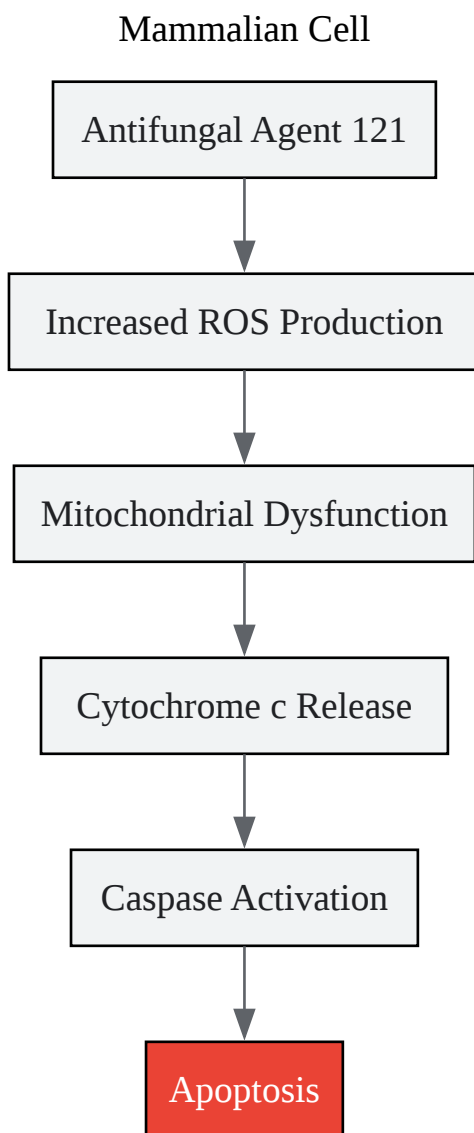 Mammalian Cell
Antifungal Agent 121
Increased ROS Production
Mitochondrial Dysfunction
Cytochrome c Release
Caspase Activation
Apoptosis